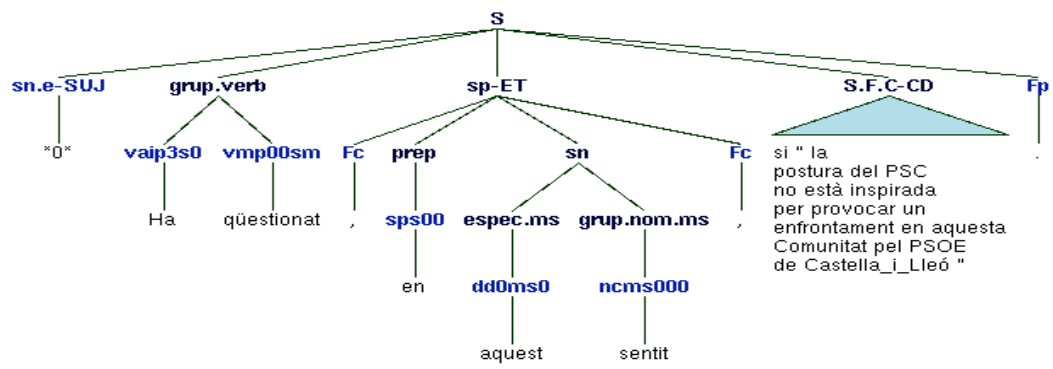 S
sn.e-SUJ grup.verb sp-ET S.F.C-CD Fp
*0* vaip3s0 vmp00sm Fc prep sn Fc si " la .
postura del PSC
no està inspirada
per provocar un
enfrontament en aquesta
Comunitat pel PSOE
de Castella_i_Lleó "
Ha qüestionat , sps00 espec.ms grup.nom.ms ,
en dd0ms0 ncms000
aquest sentit